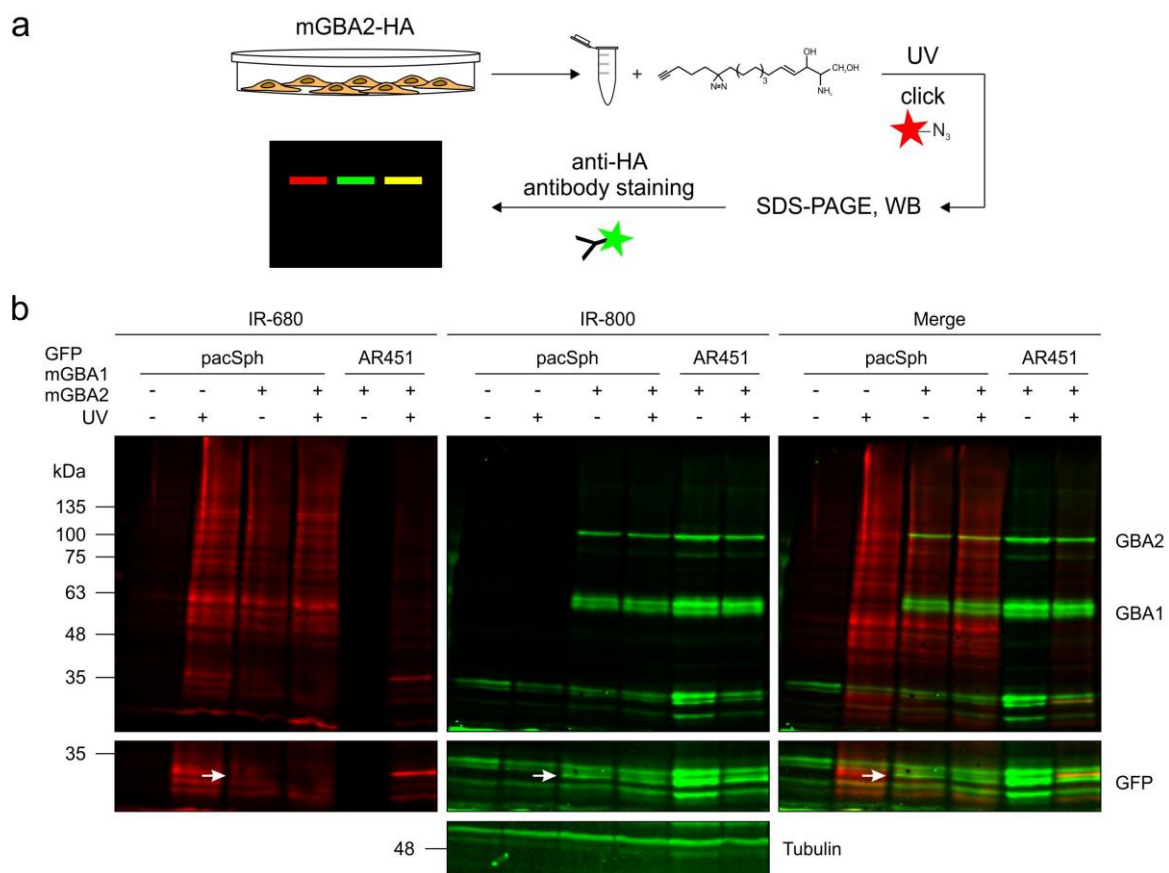 a
mGBA2-HA
+
N=N
3
OH
CH2OH
NH2
UV
click
N3
SDS-PAGE, WB
anti-HA
antibody staining
b
IR-680 IR-800 Merge
GFP
mGBA1
mGBA2
pacSph AR451 pacSph AR451 pacSph AR451
- - + + + + - - + + + + - - + + + +
UV - + - + - + - + - + - + - + - + - +
kDa
135
100
75
63
48
35
GBA2
GBA1
35
GFP
48
Tubulin